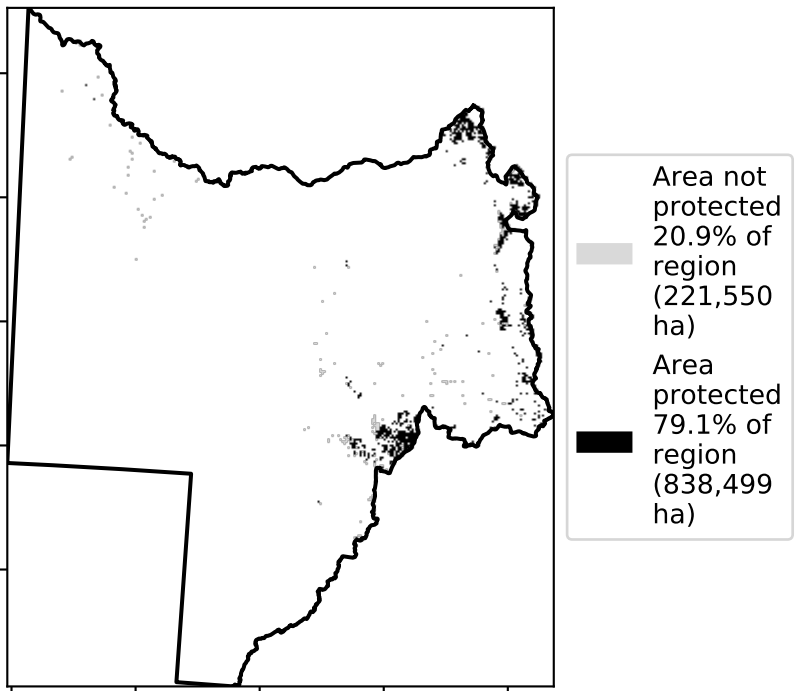 Area not
protected
20.9% of
region
(221,550
ha)
Area
protected
79.1% of
region
(838,499
ha)